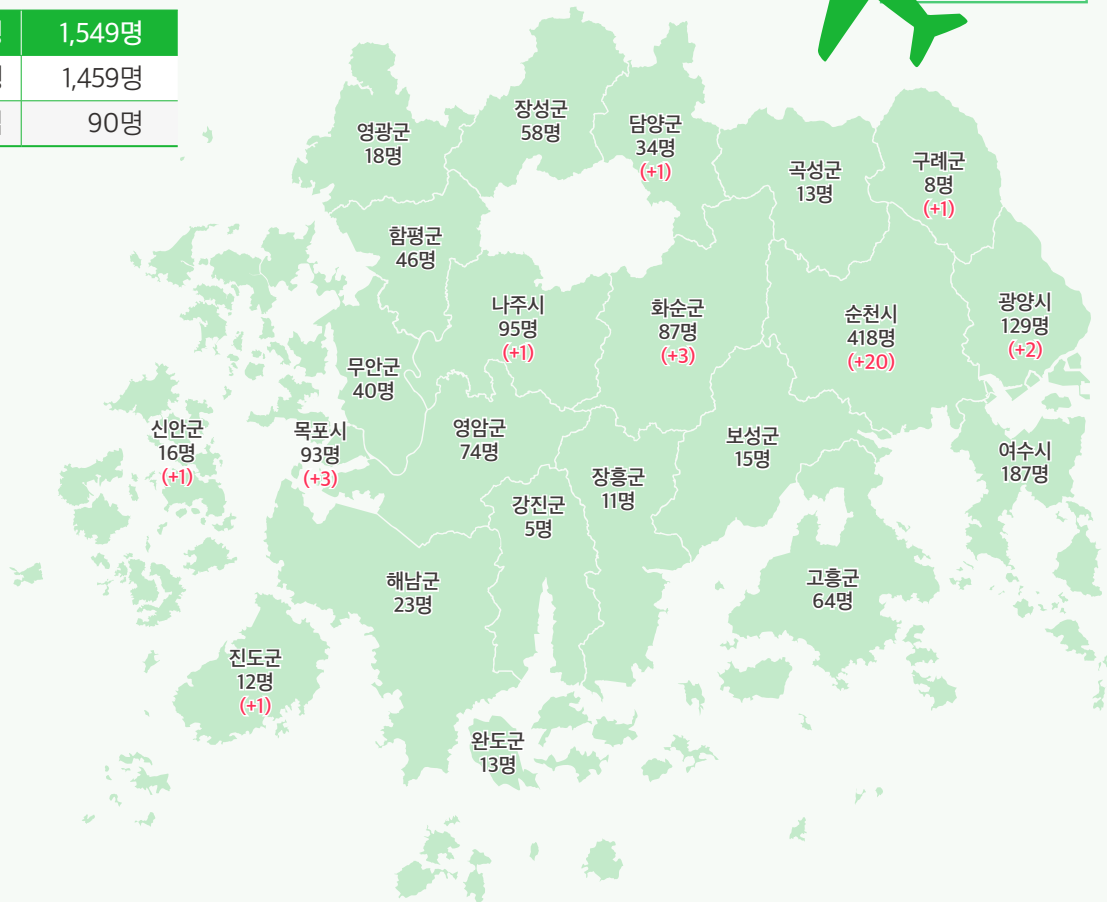 1,549명
1,459명
90명
장성군
58명
담양군
34명
(+1)
영광군
18명
곡성군
13명
구례군
8명
(+1)
함평군
46명
나주시
95명
(+1)
화순군
87명
(+3)
순천시
418명
(+20)
광양시
129명
(+2)
무안군
40명
신안군
16명
(+1)
목포시
93명
(+3)
영암군
74명
보성군
15명
여수시
187명
장흥군
11명
강진군
5명
해남군
23명
고흥군
64명
진도군
12명
(+1)
완도군
13명